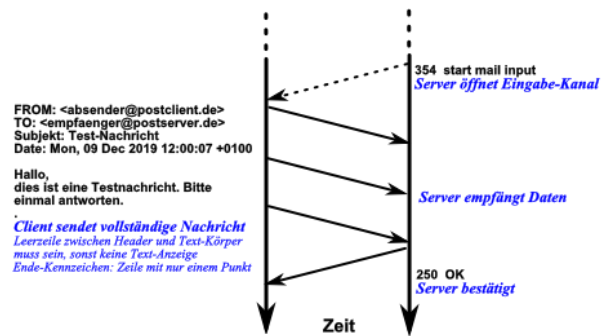 354 start mail input
Server öffnet Eingabe-Kanal
FROM: <absender@postclient.de>
TO: <empfaenger@postserver.de>
Subjekt: Test-Nachricht
Date: Mon, 09 Dec 2019 12:00:07 +0100
Hallo,
dies ist eine Testnachricht. Bitte
einmal antworten.
.
Client sendet vollständige Nachricht
Leerzeile zwischen Header und Text-Körper
muss sein, sonst keine Text-Anzeige
Ende-Kennzeichen: Zeile mit nur einem Punkt
Server empfängt Daten
250 OK
Server bestätigt
Zeit